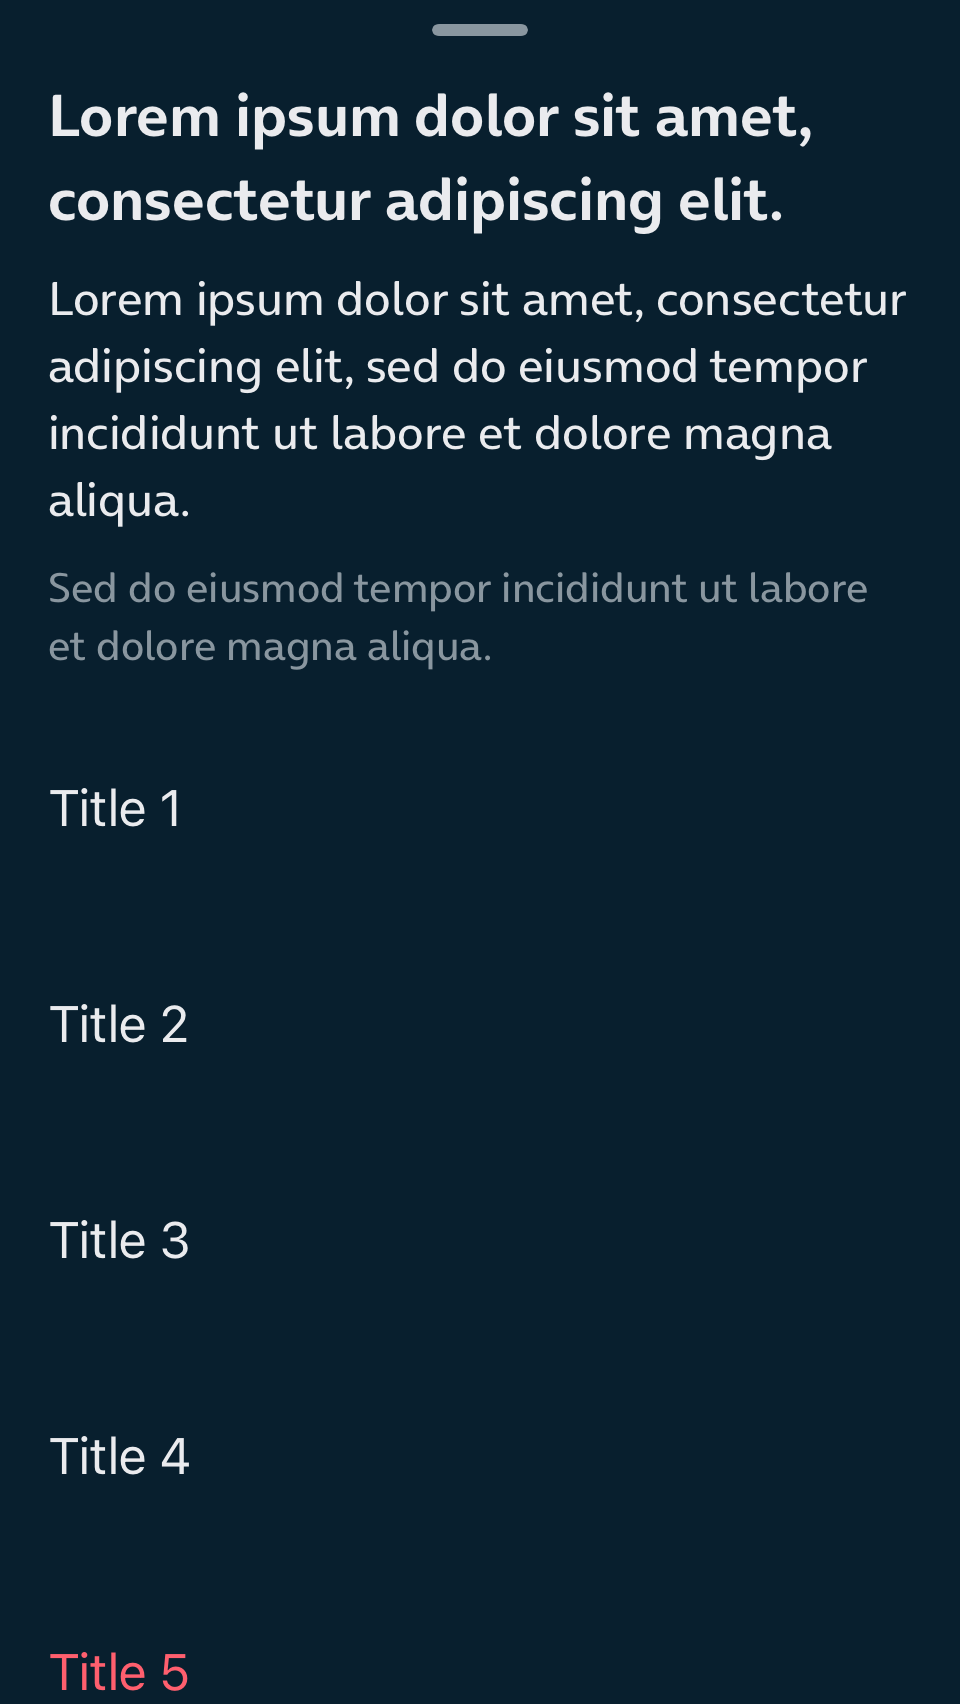 Lorem ipsum dolor sit amet,
consectetur adipiscing elit.
Lorem ipsum dolor sit amet, consectetur
adipiscing elit, sed do eiusmod tempor
incididunt ut labore et dolore magna
aliqua.
Sed do eiusmod tempor incididunt ut labore
et dolore magna aliqua.
Title 1
Title 2
Title 3
Title 4
Title 5